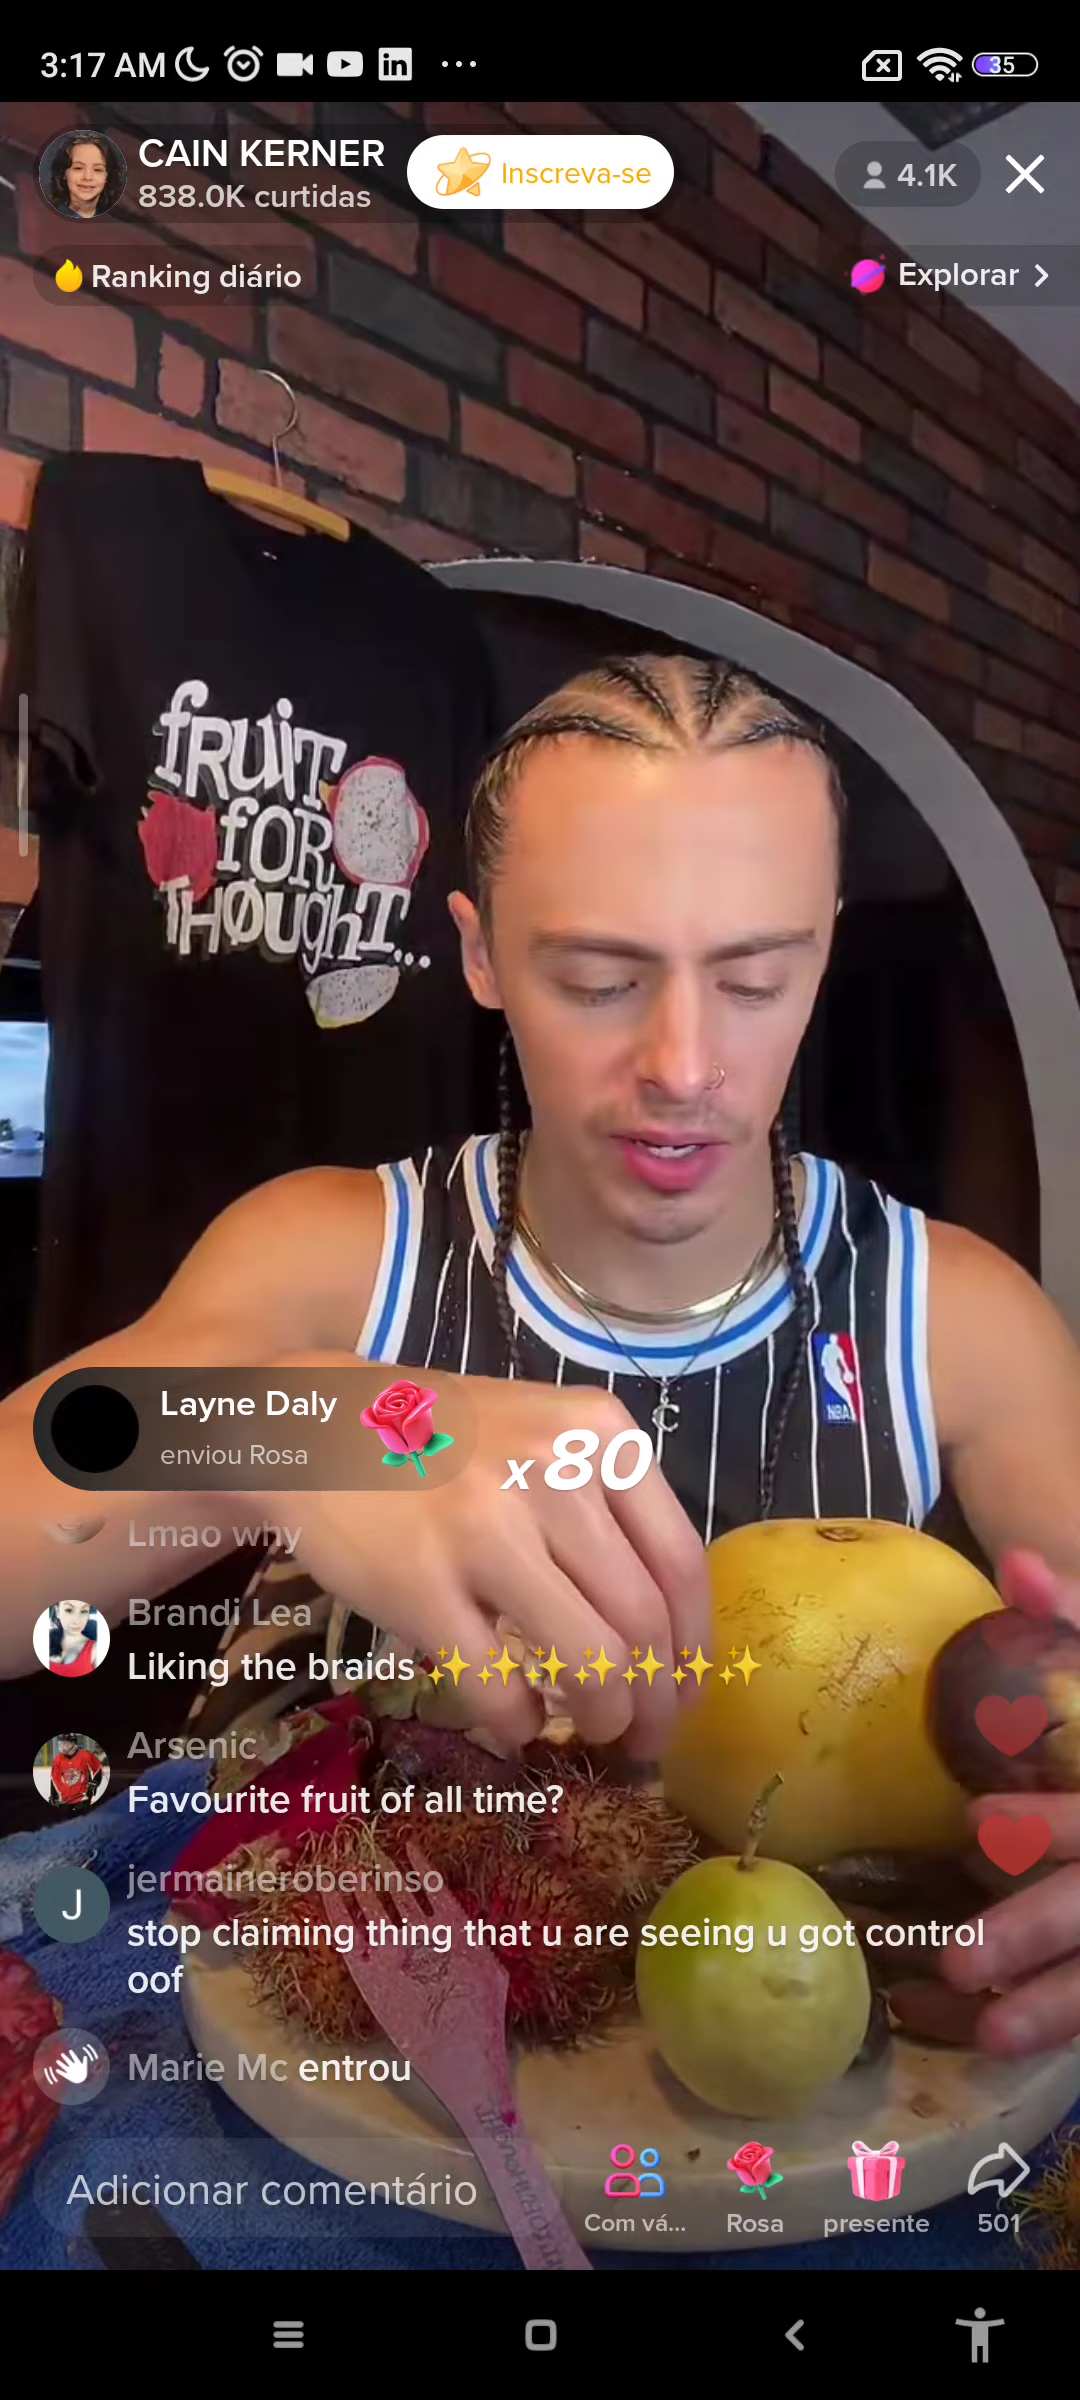 3:17 AM
35
CAIN KERNER
838.0K curtidas
Inscreva-se
4.1K
Ranking diário
Explorar
fRuiT
fOR
THOughT...
NBA
C
Layne Daly
enviou Rosa
x80
Lmao why
Brandi Lea
Liking the braids ✨✨✨✨✨✨✨
Arsenic
Favourite fruit of all time?
jermaineroberinso
J
stop claiming thing that u are seeing u got control
oof
Marie Mc entrou
Adicionar comentário
Com vá...
Rosa
presente
501